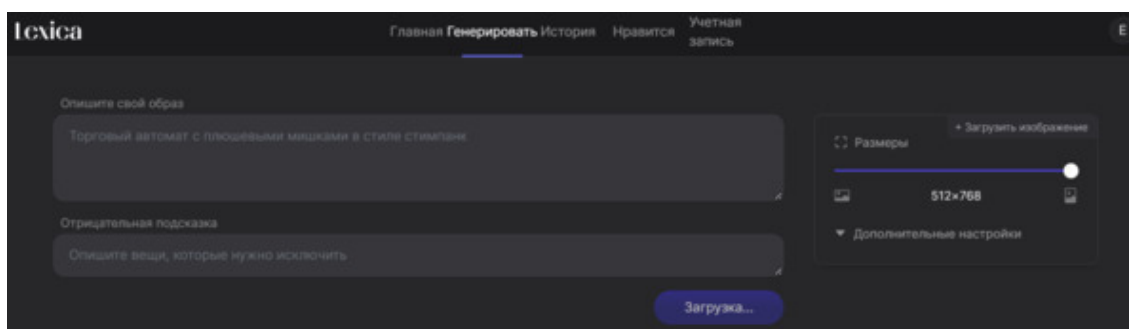 Lexica
Главная Генерировать История Нравится Учетная запись
E
Опишите свой образ
Торговый автомат с плюшевыми мишками в стиле стимпанк
+ Загрузить изображение
Размеры
512×768
Отрицательная подсказка
Дополнительные настройки
Опишите вещи, которые нужно исключить
Загрузка...